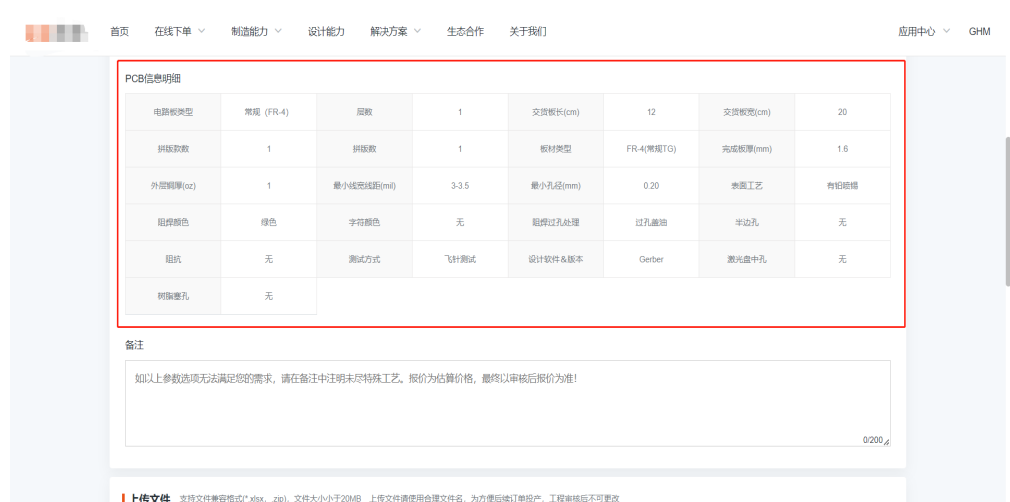 首页 在线下单 制造能力 设计能力 解决方案 生态合作 关于我们 应用中心 GHM
PCB信息明细
电路板类型 常规 (FR-4) 层数 1 交货板长(cm) 12 交货板宽(cm) 20
拼版款数 1 拼版数 1 板材类型 FR-4(常规TG) 完成板厚(mm) 1.6
外层铜厚(oz) 1 最小线宽线距(mil) 3-3.5 最小孔径(mm) 0.20 表面工艺 有铅喷锡
阻焊颜色 绿色 字符颜色 无 阻焊过孔处理 过孔盖油 半边孔 无
阻抗 无 测试方式 飞针测试 设计软件&版本 Gerber 激光盘中孔 无
树脂塞孔 无
备注
如以上参数选项无法满足您的需求，请在备注中注明未尽特殊工艺。报价为估算价格，最终以审核后报价为准！
0/200
上传文件 支持文件兼容格式(*.xlsx, .zip)，文件大小小于20MB 上传文件请使用合理文件名，为方便后续订单投产，工程审核后不可更改